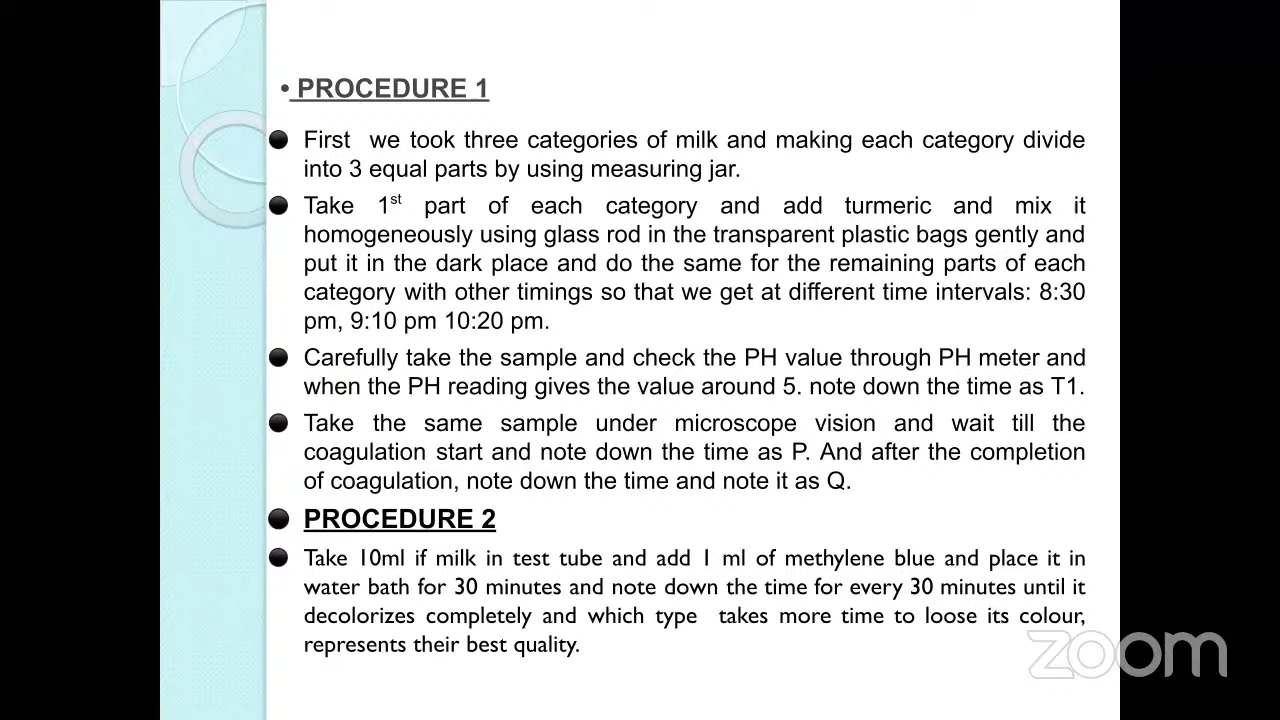 • PROCEDURE 1
● First we took three categories of milk and making each category divide
into 3 equal parts by using measuring jar.
● Take 1st part of each category and add turmeric and mix it
homogeneously using glass rod in the transparent plastic bags gently and
put it in the dark place and do the same for the remaining parts of each
category with other timings so that we get at different time intervals: 8:30
pm, 9:10 pm 10:20 pm.
● Carefully take the sample and check the PH value through PH meter and
when the PH reading gives the value around 5. note down the time as T1.
● Take the same sample under microscope vision and wait till the
coagulation start and note down the time as P. And after the completion
of coagulation, note down the time and note it as Q.
● PROCEDURE 2
● Take 10ml if milk in test tube and add 1 ml of methylene blue and place it in
water bath for 30 minutes and note down the time for every 30 minutes until it
decolorizes completely and which type takes more time to loose its colour,
represents their best quality.
zoom